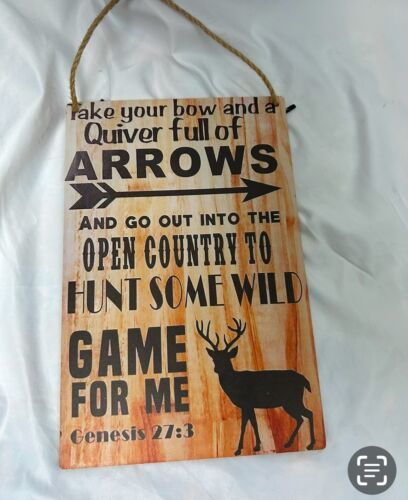 Take your bow and a
Quiver full of
ARROWS
AND GO OUT INTO THE
OPEN COUNTRY TO
HUNT SOME WILD
GAME
FOR ME
Genesis 27:3